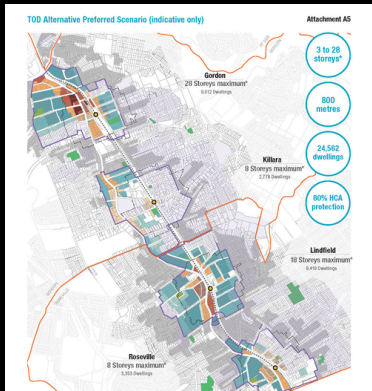 TOD Alternative Preferred Scenario (indicative only)
Attachment A5
3 to 28
storeys*
800
metres
24,562
dwellings
80% HCA
protection
Gordon
28 Storeys maximum*
Killara
8 Storeys maximum*
Lindfield
18 Storeys maximum*
Roseville
8 Storeys maximum*